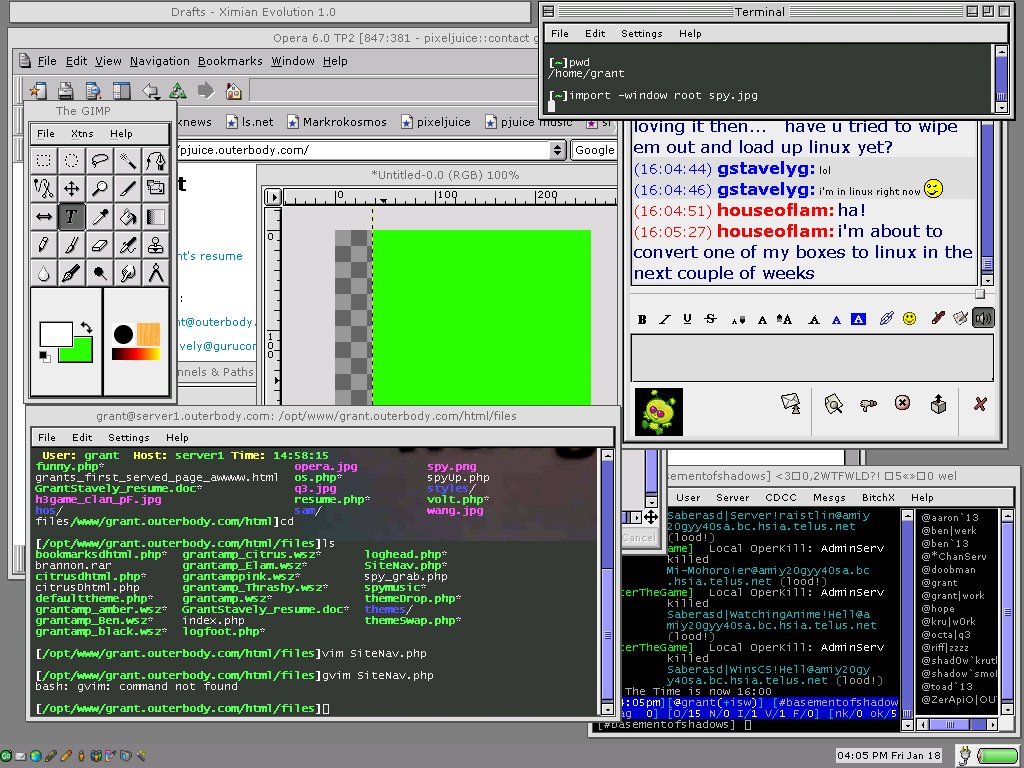 Drafts - Ximian Evolution 1.0
Opera 6.0 TP2 [847:381 - pixeljuice::contact g
File Edit View Navigation Bookmarks Window Help
knews ls.net Markrokosmos pixeljuice pjuice music
/pjuice.outerbody.com/ Google
t's resume
nt@outerbody.
vely@gurucor
nnels & Paths
The GIMP
File Xtns Help
*Untitled-0.0 (RGB) 100%
0 100 200
0
100
Cancel
Terminal
File Edit Settings Help
[~]pwd
/home/grant
[~]import -window root spy.jpg
loving it then... have u tried to wipe
em out and load up linux yet?
(16:04:44) gstavelyg: lol
(16:04:46) gstavelyg: i'm in linux right now
(16:04:51) houseoflam: ha!
(16:05:27) houseoflam: i'm about to
convert one of my boxes to linux in the
next couple of weeks
grant@server1.outerbody.com: /opt/www/grant.outerbody.com/html/files
File Edit Settings Help
User: grant Host: server1 Time: 14:58:15
funny.php* opera.jpg spy.png
grants_first_served_page_awwww.html os.php* spyUp.php
GrantStavely_resume.doc* q3.jpg styles/
h3game_clan_pF.jpg resume.php* volt.php*
hos/ sam/ wang.jpg
files/www/grant.outerbody.com/html]cd
[/opt/www/grant.outerbody.com/html/files]ls
bookmarksdhtml.php* grantamp_citrus.wsz* loghead.php*
brannon.rar grantamp_Elam.wsz* SiteNav.php*
citrusdhtml.php* grantamppink.wsz* spy_grab.php
citrusDhtml.php grantamp_Thrashy.wsz* spymusic*
defaulttheme.php* grantamp.wsz* themeDrop.php*
grantamp_amber.wsz* GrantStavely_resume.doc* themes/
grantamp_Ben.wsz* index.php themeSwap.php*
grantamp_black.wsz* logfoot.php*
[/opt/www/grant.outerbody.com/html/files]vim SiteNav.php
[/opt/www/grant.outerbody.com/html/files]gvim SiteNav.php
bash: gvim: command not found
[/opt/www/grant.outerbody.com/html/files]
asementofshadows] <3□0,2WTFWLD?! □5«»□0 wel
User Server CDCC Mesgs BitchX Help
Saberasd|Server!raistlin@amiy
20gyy40sa.bc.hsia.telus.net
(lood!)
Game] Local OperKill: AdminServ
killed
Mi-Mohoro!er@amiy20gyy40sa.bc
.hsia.telus.net (lood!)
terTheGame] Local OperKill: AdminServ
killed
Saberasd|WatchingAnime!Hell@a
miy20gyy40sa.bc.hsia.telus.net
(lood!)
terTheGame] Local OperKill: AdminServ
killed
Saberasd|WinsCS!Hell@amiy20gy
y40sa.bc.hsia.telus.net (lood!)
The Time is now 16:00
4:05pm][@grant(+isw)] [#basementofshadow
ag 0] [O/15 N/0 I/1 V/1 F/0] [nk/0 ok/5
[#basementofshadows]
@aaron`13
@ben|werk
@ben`13
@*ChanServ
@doobman
@grant
@grant|work
@hope
@kru|w0rk
@octa|q3
@riff|zzzz
@shad0w`krutl
@shadow`smol
@toad`13
@ZerApiO|OU
04:05 PM Fri Jan 18